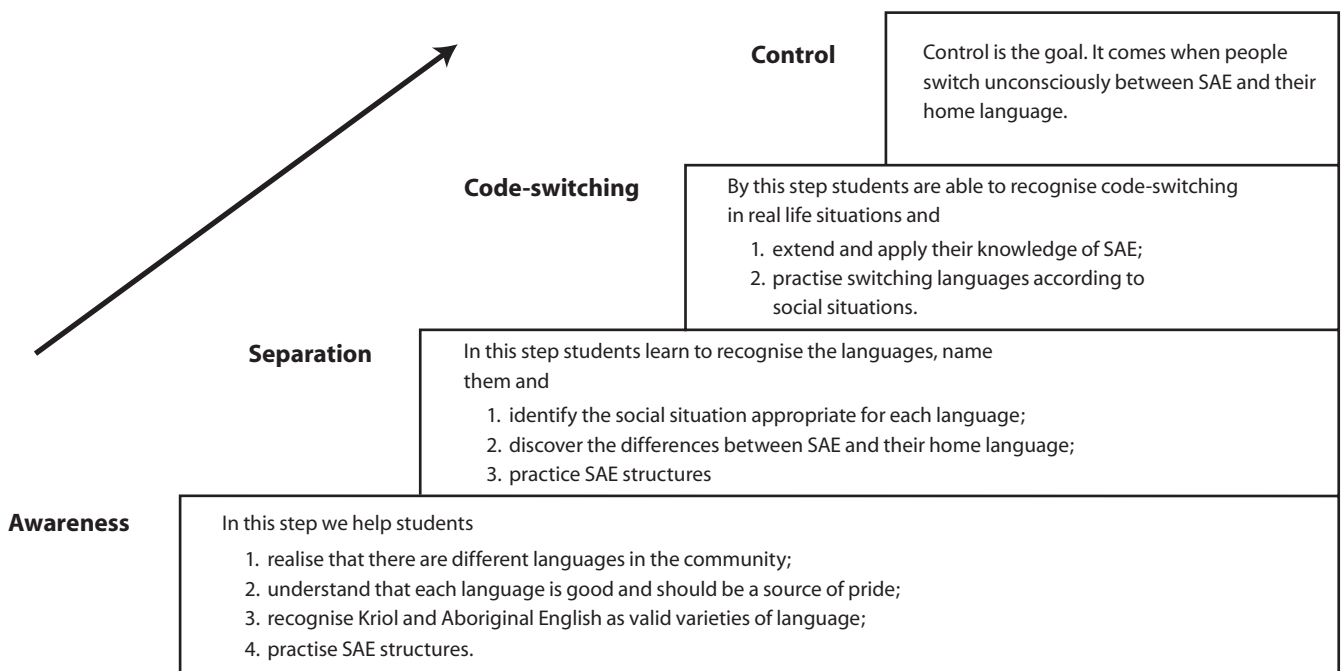 Control
Control is the goal. It comes when people
switch unconsciously between SAE and their
home language.
Code-switching
By this step students are able to recognise code-switching
in real life situations and
1. extend and apply their knowledge of SAE;
2. practise switching languages according to
social situations.
Separation
In this step students learn to recognise the languages, name
them and
1. identify the social situation appropriate for each language;
2. discover the differences between SAE and their home language;
3. practice SAE structures
Awareness
In this step we help students
1. realise that there are different languages in the community;
2. understand that each language is good and should be a source of pride;
3. recognise Kriol and Aboriginal English as valid varieties of language;
4. practise SAE structures.